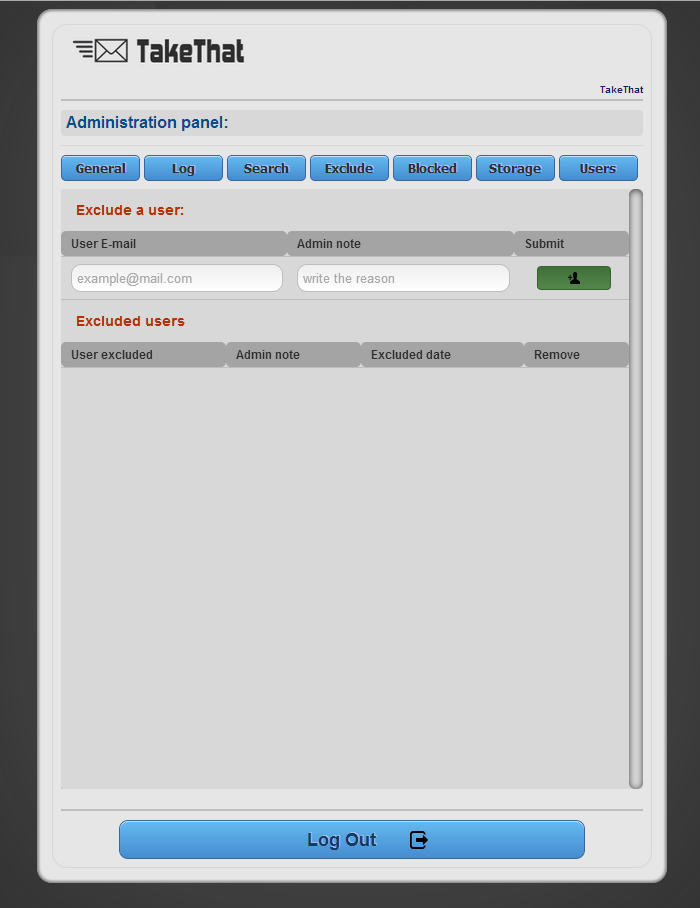 TakeThat
TakeThat
Administration panel:
General Log Search Exclude Blocked Storage Users
Exclude a user:
User E-mail Admin note Submit
example@mail.com write the reason
Excluded users
User excluded Admin note Excluded date Remove
Log Out